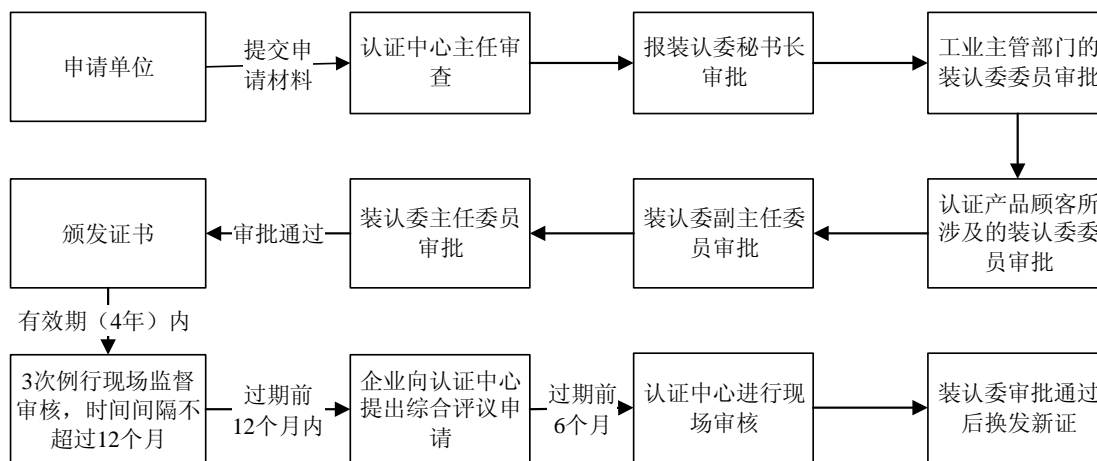 申请单位
提交申
请材料
认证中心主任审
查
报装认委秘书长
审批
工业主管部门的
装认委委员审批
认证产品顾客所
涉及的装认委委
员审批
装认委副主任委
员审批
装认委主任委员
审批
审批通过
颁发证书
有效期（4年）内
3次例行现场监督
审核，时间间隔不
超过12个月
过期前
12个月内
企业向认证中心
提出综合评议申
请
过期前
6个月
认证中心进行现
场审核
装认委审批通过
后换发新证